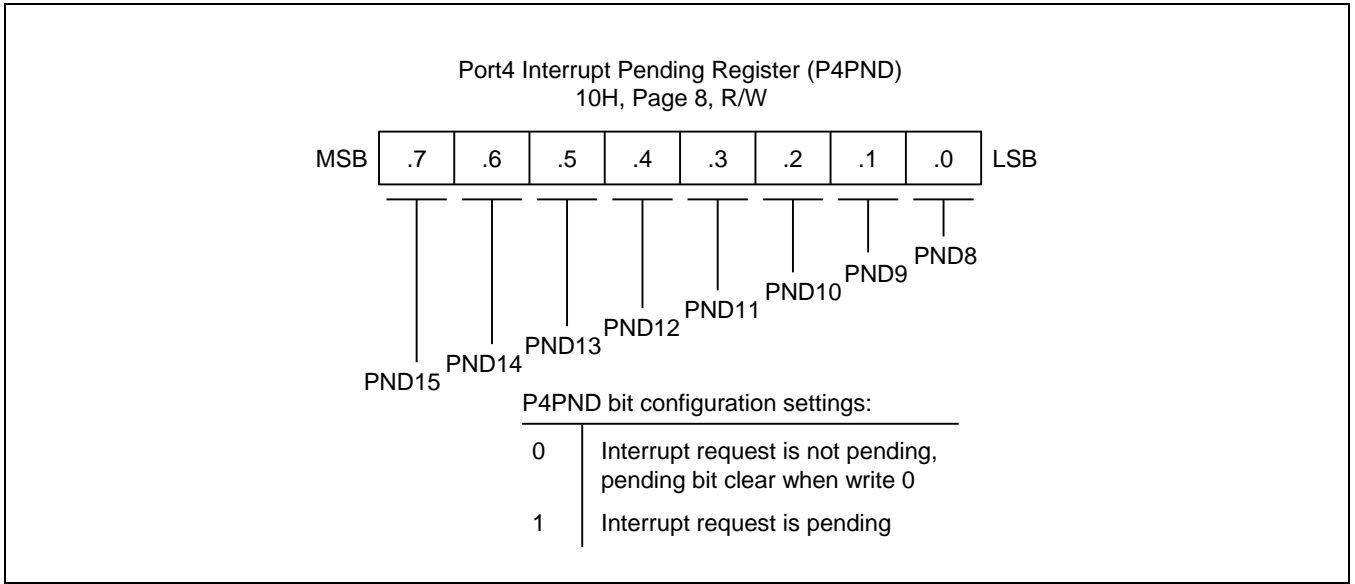 Port4 Interrupt Pending Register (P4PND)
10H, Page 8, R/W
MSB .7 .6 .5 .4 .3 .2 .1 .0 LSB
PND8
PND9
PND10
PND11
PND12
PND13
PND14
PND15
P4PND bit configuration settings:
0 Interrupt request is not pending,
pending bit clear when write 0
1 Interrupt request is pending